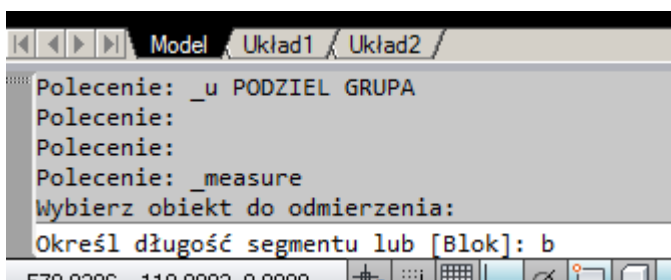 Model Układ1 Układ2
Polecenie: _u PODZIEL GRUPA
Polecenie:
Polecenie:
Polecenie: _measure
Wybierz obiekt do odmierzenia:
Określ długość segmentu lub [Blok]: b